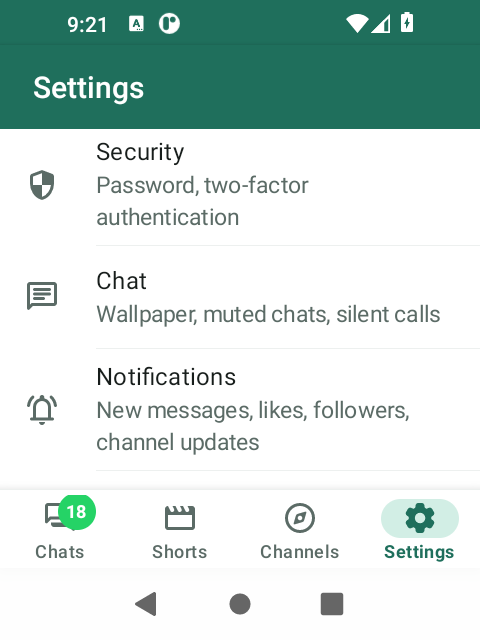 9:21
Settings
Security
Password, two-factor
authentication
Chat
Wallpaper, muted chats, silent calls
Notifications
New messages, likes, followers,
channel updates
18
Chats
Shorts
Channels
Settings